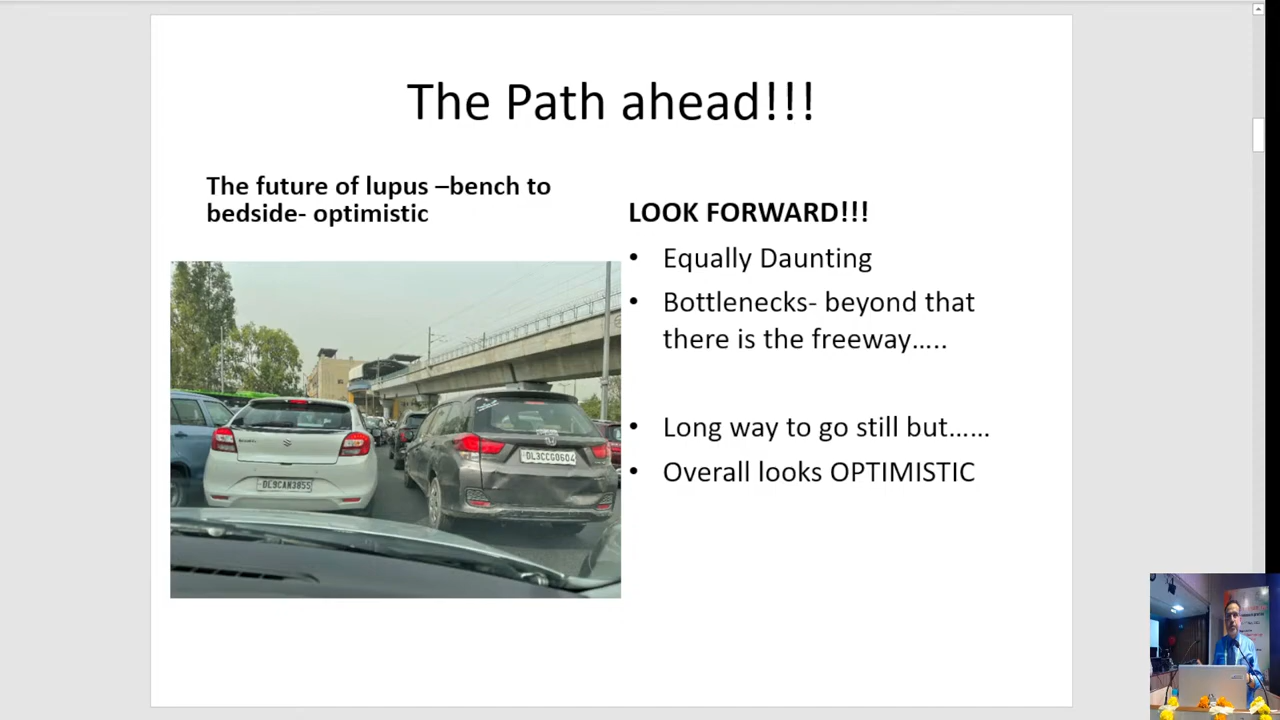 The Path ahead!!!
The future of lupus –bench to
bedside- optimistic
LOOK FORWARD!!!
• Equally Daunting
• Bottlenecks- beyond that
there is the freeway…..
• Long way to go still but……
• Overall looks OPTIMISTIC
DL9CAM3855
DL3CCG0604